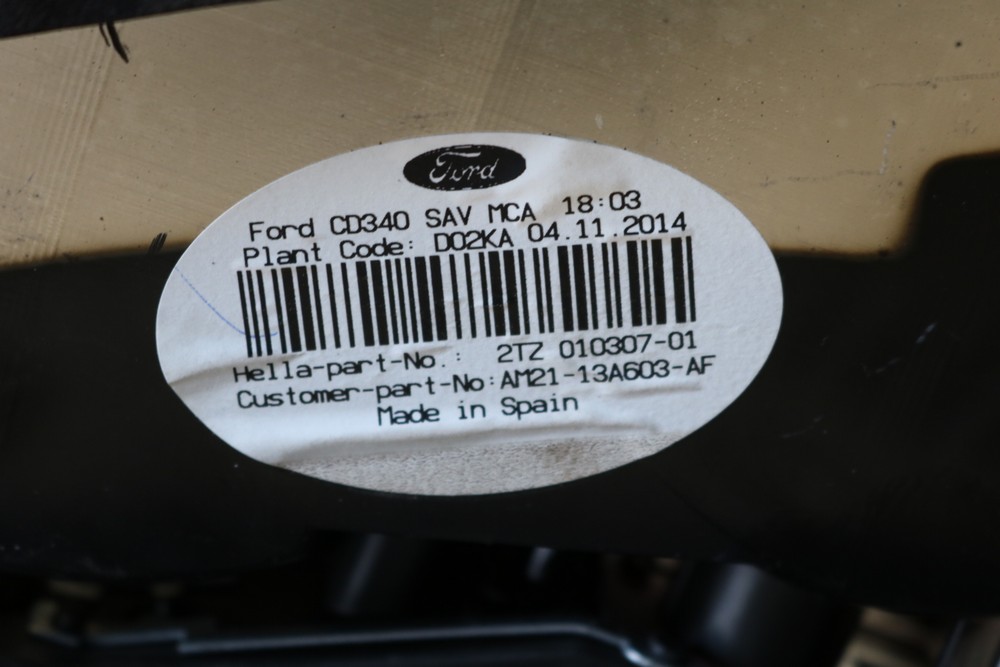 Ford
Ford CD340 SAV MCA 18:03
Plant Code: D02KA 04.11.2014
Hella-part-No.: 2TZ 010307-01
Customer-part-No:AM21-13A603-AF
Made in Spain